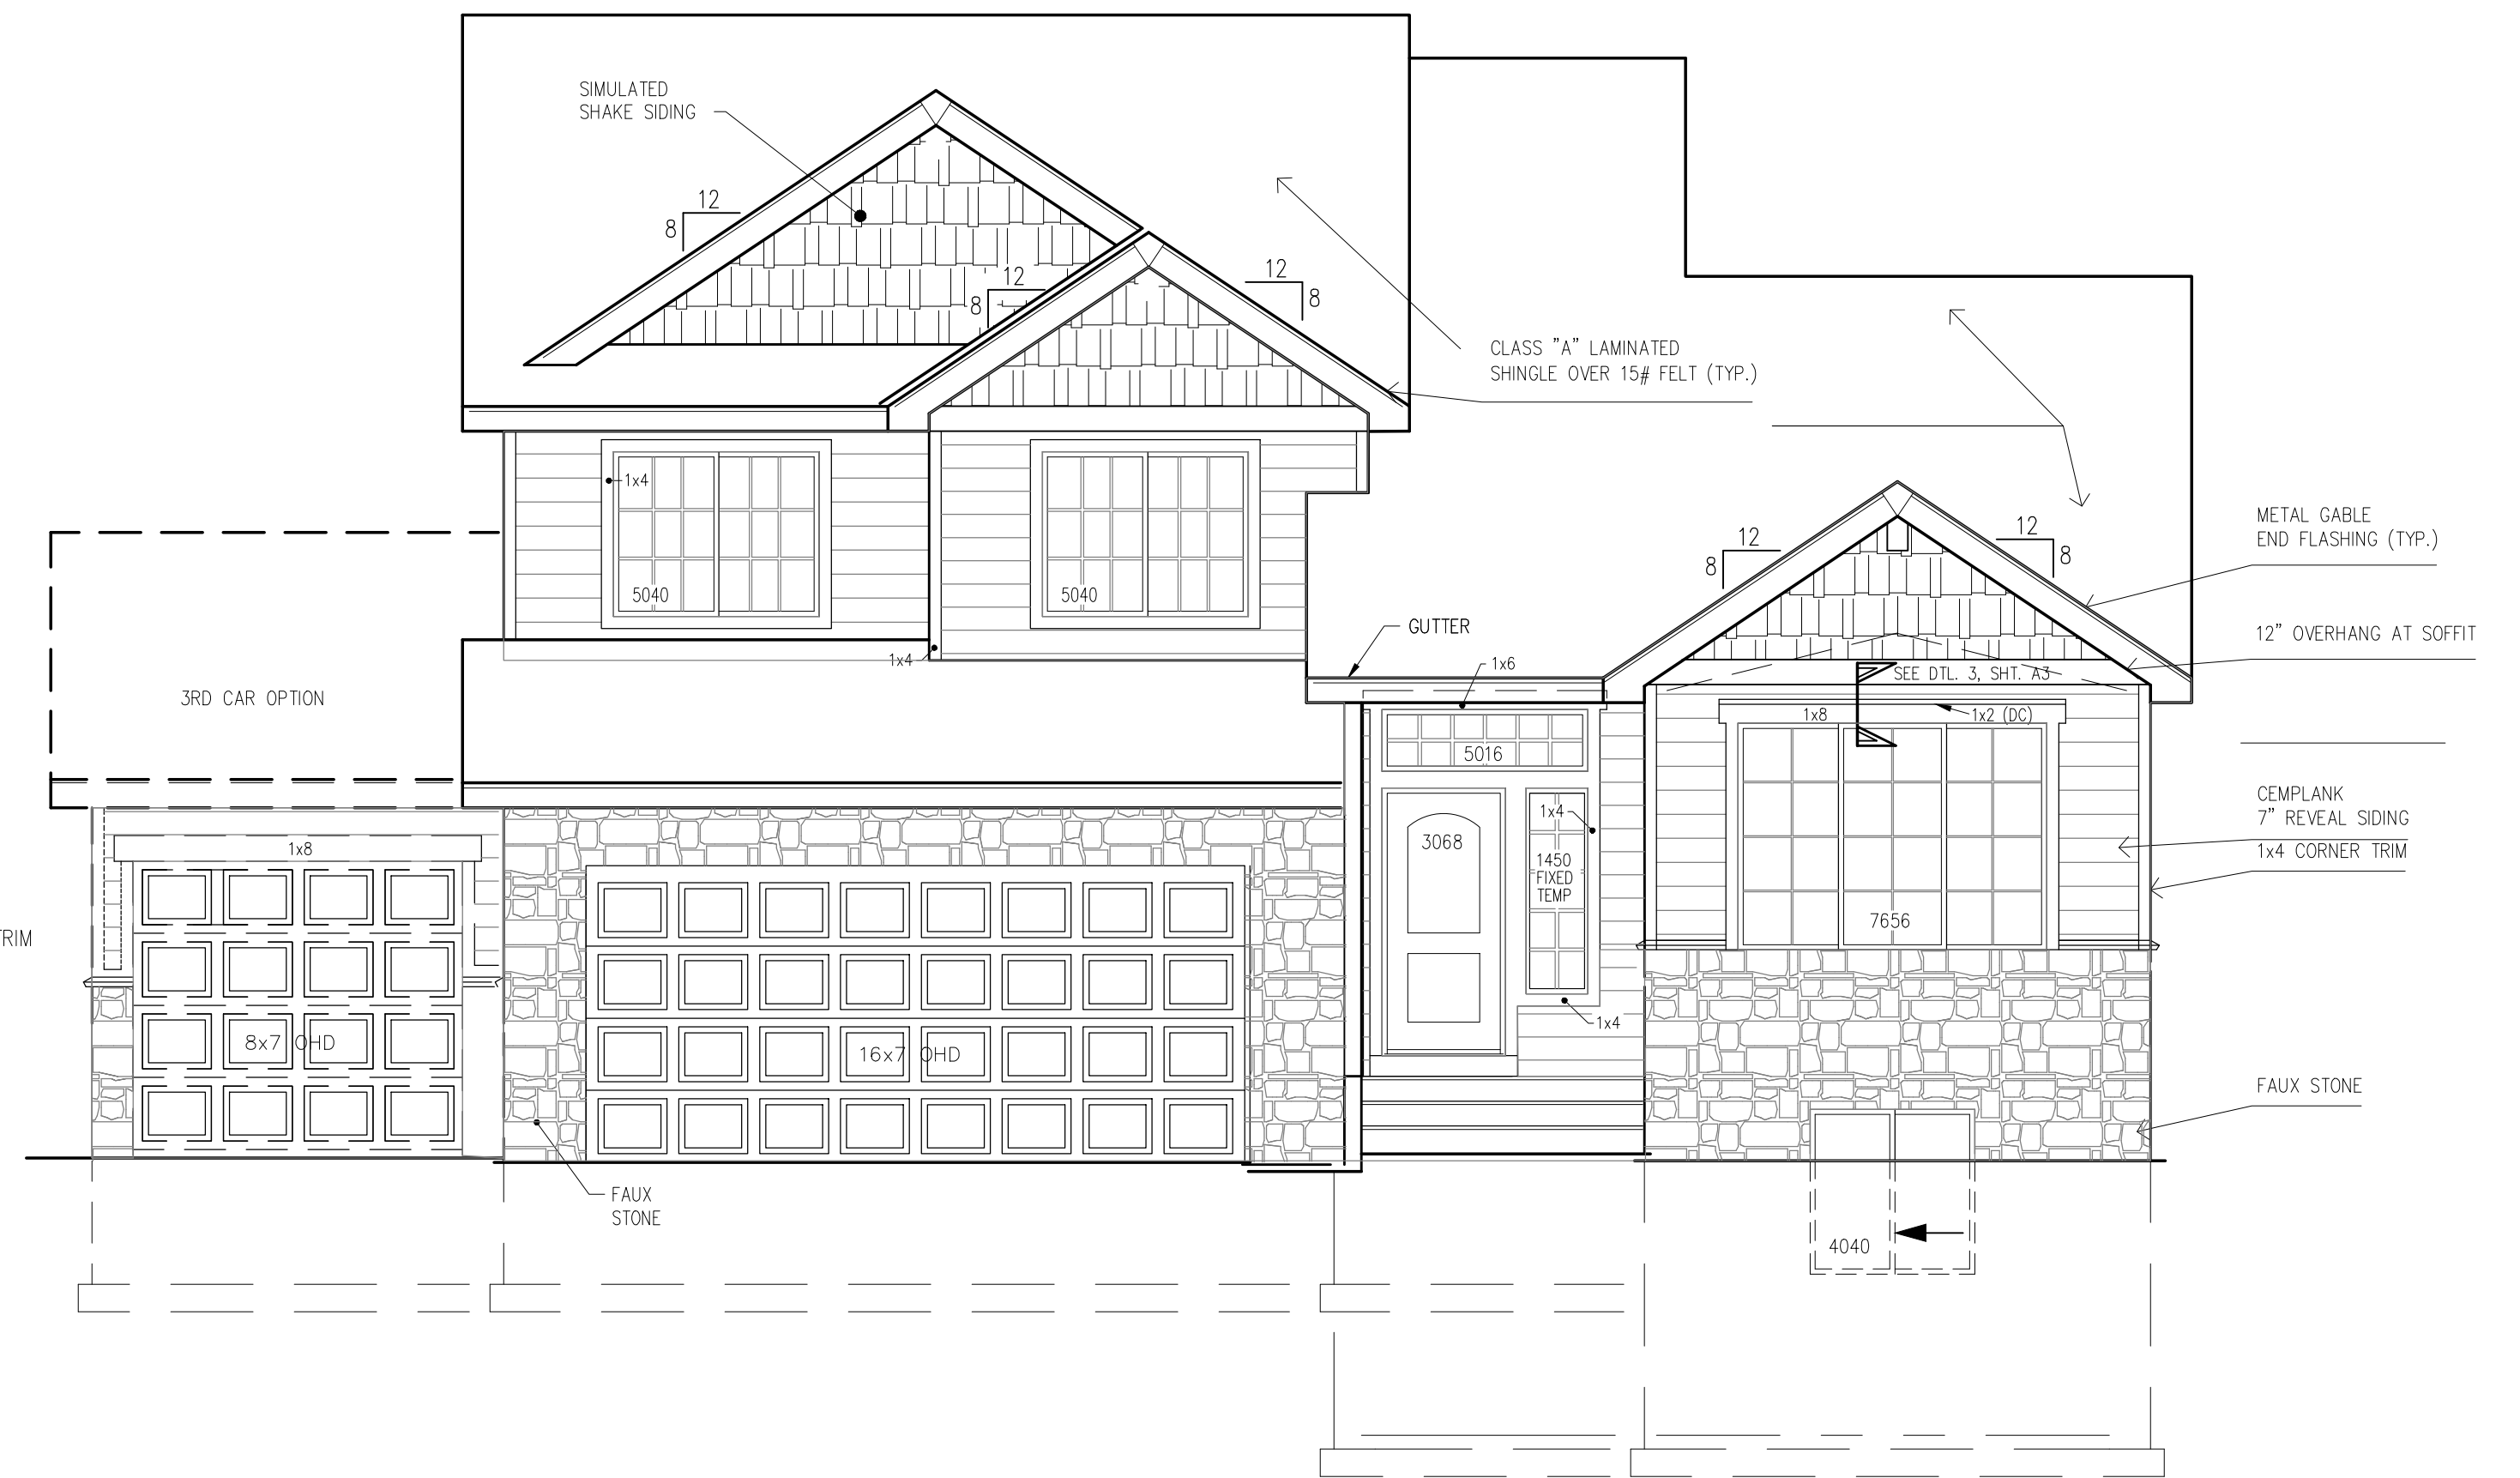 SIMULATED
SHAKE SIDING
12
8
12
8
12
8
CLASS "A" LAMINATED
SHINGLE OVER 15# FELT (TYP.)
1x4
5040
5040
1x4
GUTTER
1x6
12
8
12
8
METAL GABLE
END FLASHING (TYP.)
12" OVERHANG AT SOFFIT
SEE DTL. 3, SHT. A3
1x8
1x2 (DC)
3RD CAR OPTION
5016
CEMPLANK
7" REVEAL SIDING
1x4 CORNER TRIM
1x8
3068
1x4
1450
FIXED
TEMP
7656
TRIM
8x7 OHD
16x7 OHD
1x4
FAUX STONE
FAUX
STONE
4040